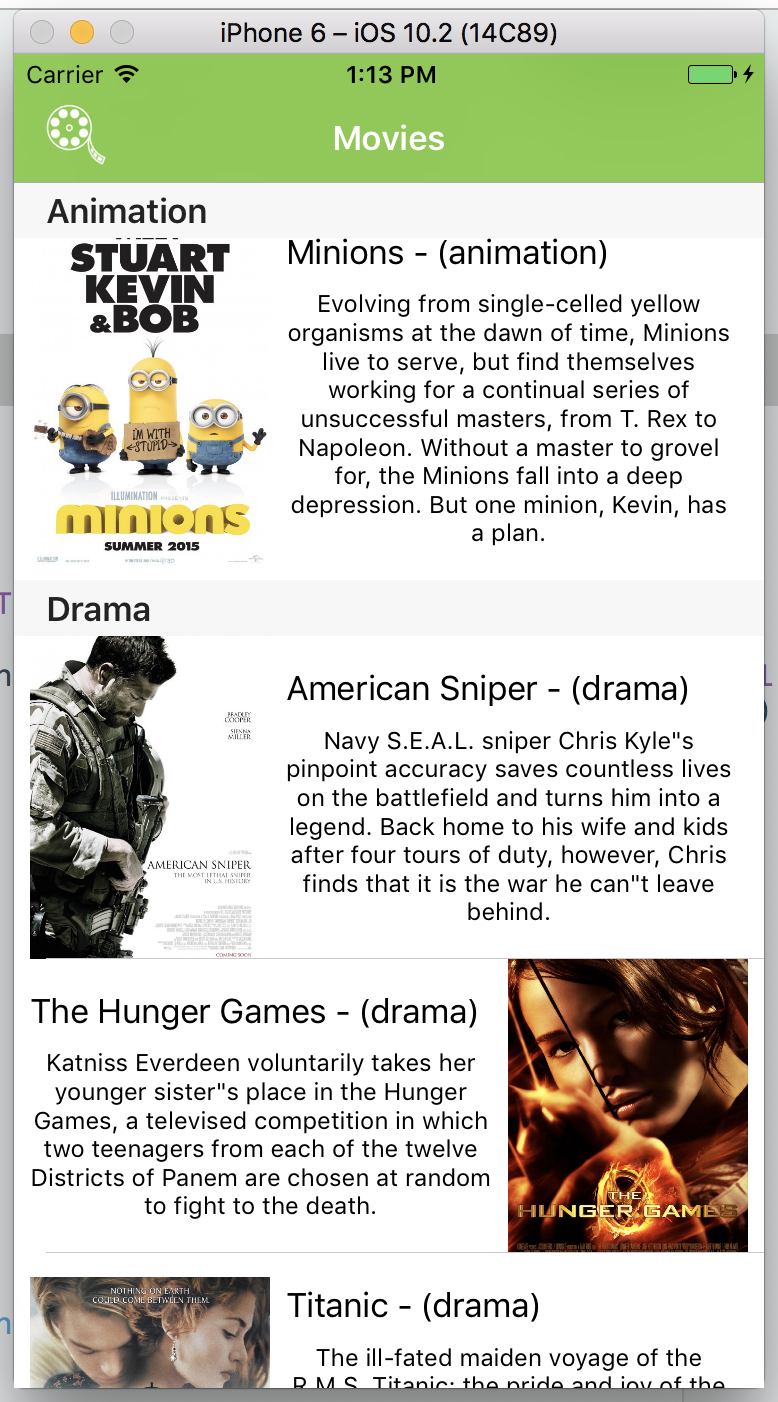 iPhone 6 – iOS 10.2 (14C89)
Carrier
1:13 PM
Movies
Animation
STUART
KEVIN
&BOB
I'M WITH
STUPID
ILLUMINATION PRESENTS
minions
SUMMER 2015
Minions - (animation)
Evolving from single-celled yellow
organisms at the dawn of time, Minions
live to serve, but find themselves
working for a continual series of
unsuccessful masters, from T. Rex to
Napoleon. Without a master to grovel
for, the Minions fall into a deep
depression. But one minion, Kevin, has
a plan.
Drama
BRADLEY
COOPER
SIENNA
MILLER
AMERICAN SNIPER
THE MOST LETHAL SNIPER
IN U.S. HISTORY
COMING SOON
American Sniper - (drama)
Navy S.E.A.L. sniper Chris Kyle"s
pinpoint accuracy saves countless lives
on the battlefield and turns him into a
legend. Back home to his wife and kids
after four tours of duty, however, Chris
finds that it is the war he can"t leave
behind.
The Hunger Games - (drama)
Katniss Everdeen voluntarily takes her
younger sister"s place in the Hunger
Games, a televised competition in which
two teenagers from each of the twelve
Districts of Panem are chosen at random
to fight to the death.
THE
HUNGER GAMES
NOTHING ON EARTH
COULD COME BETWEEN THEM.
Titanic - (drama)
The ill-fated maiden voyage of the
R.M.S. Titanic; the pride and joy of the